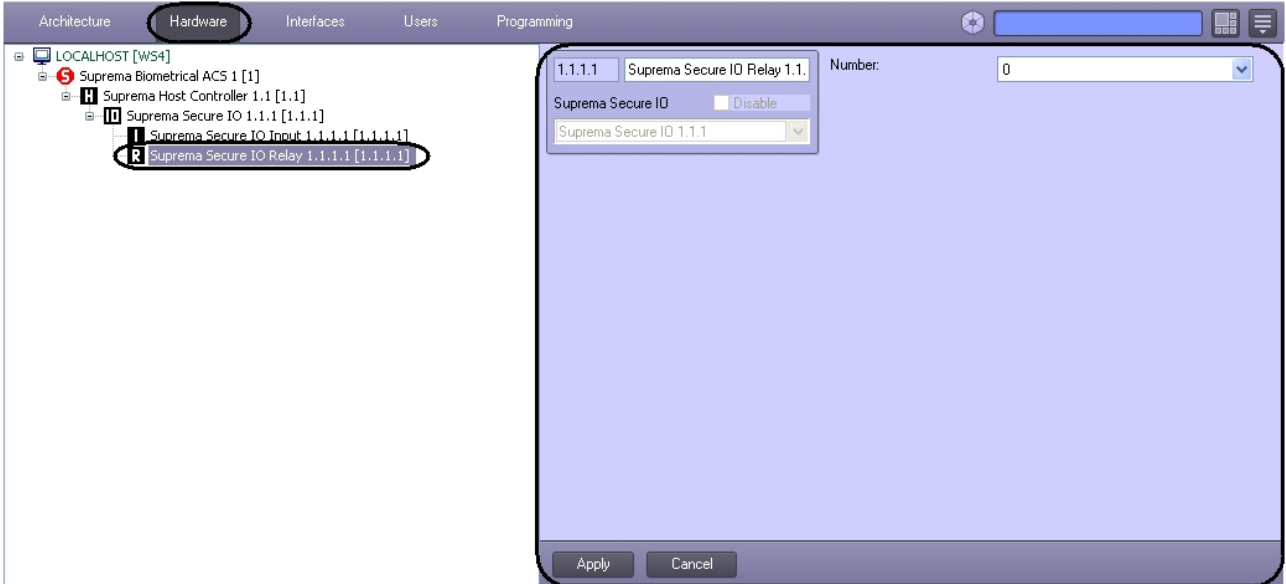 Architecture Hardware Interfaces Users Programming
LOCALHOST [WS4]
S Suprema Biometrical ACS 1 [1]
H Suprema Host Controller 1.1 [1.1]
IO Suprema Secure IO 1.1.1 [1.1.1]
I Suprema Secure IO Input 1.1.1.1 [1.1.1.1]
R Suprema Secure IO Relay 1.1.1.1 [1.1.1.1]
1.1.1.1 Suprema Secure IO Relay 1.1.
Suprema Secure IO Disable
Suprema Secure IO 1.1.1
Number: 0
Apply Cancel